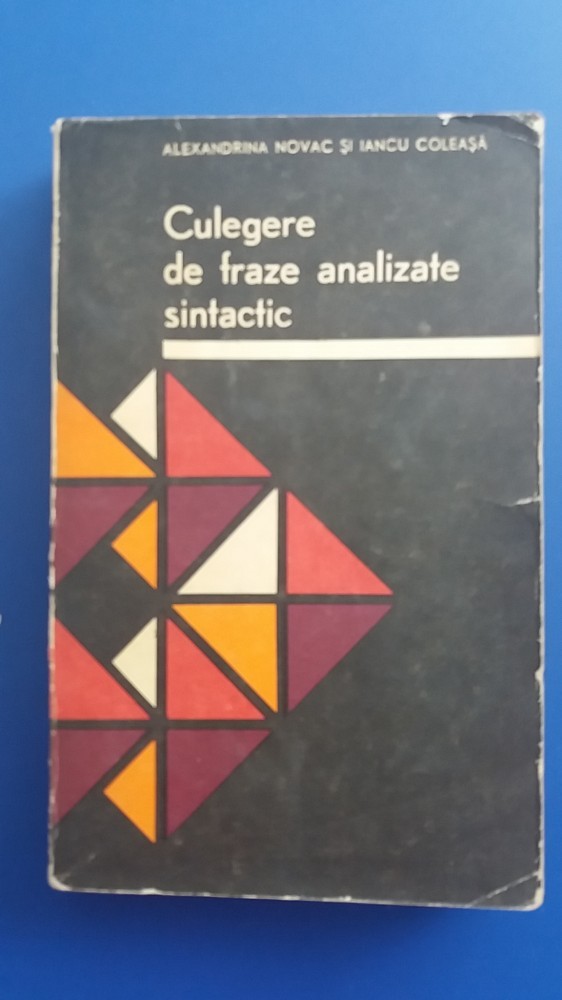 ALEXANDRINA NOVAC ȘI IANCU COLEAȘĂ
Culegere
de fraze analizate
sintactic